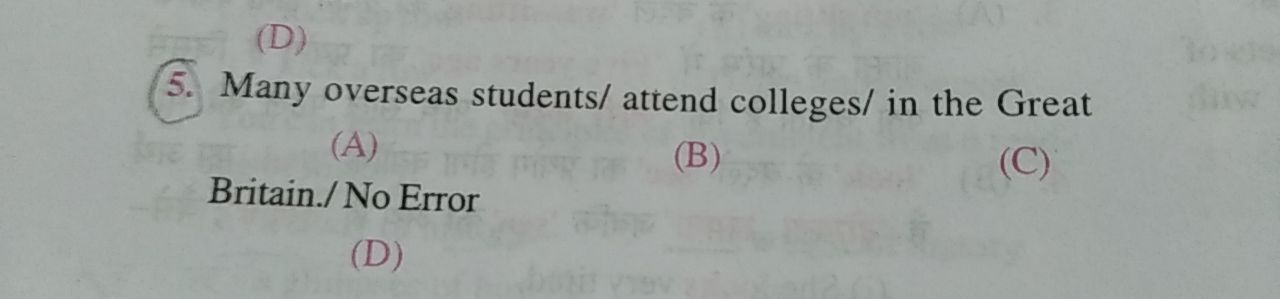 (D)
5. Many overseas students/ attend colleges/ in the Great
(A) (B) (C)
Britain./ No Error
(D)